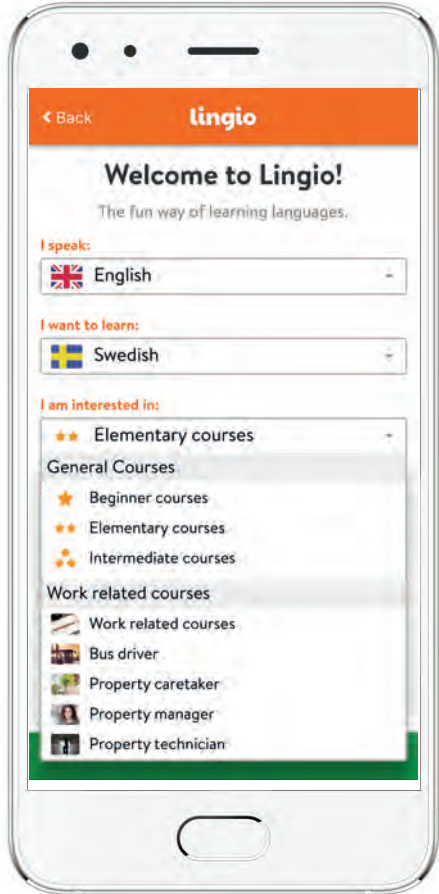 Back
lingio
Welcome to Lingio!
The fun way of learning languages.
I speak:
English
I want to learn:
Swedish
I am interested in:
Elementary courses
General Courses
Beginner courses
Elementary courses
Intermediate courses
Work related courses
Work related courses
Bus driver
Property caretaker
Property manager
Property technician